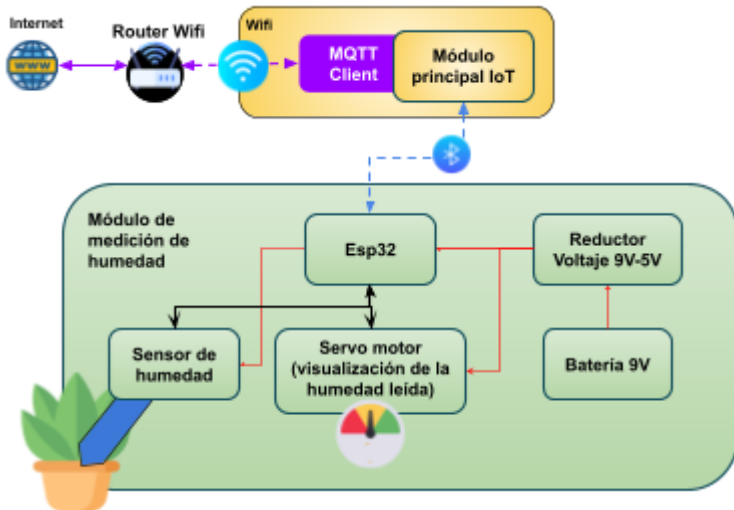 Internet
WWW
Router Wifi
Wifi
MQTT
Client
Módulo
principal IoT
Módulo de
medición de
humedad
Esp32
Reductor
Voltaje 9V-5V
Sensor de
humedad
Servo motor
(visualización de la
humedad leída)
Batería 9V